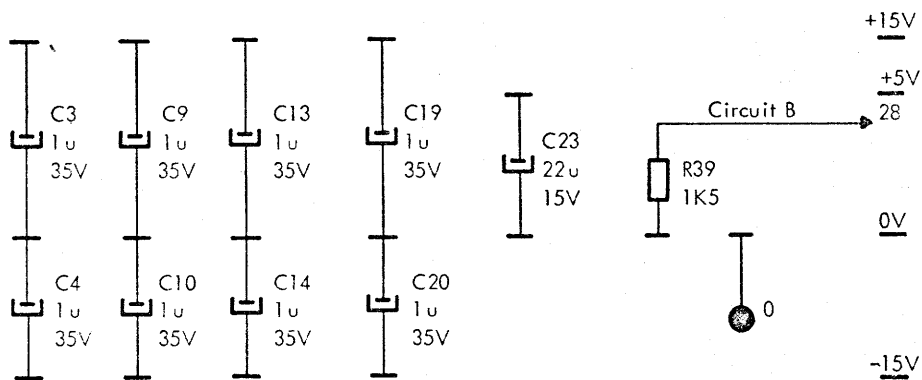 +15V
+5V
28
Circuit B
C3
1u
35V
C9
1u
35V
C13
1u
35V
C19
1u
35V
C23
22u
15V
R39
1K5
0V
C4
1u
35V
C10
1u
35V
C14
1u
35V
C20
1u
35V
0
-15V